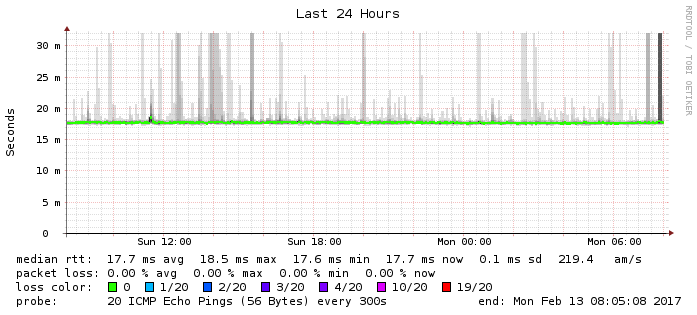 Last 24 Hours
RRDTOOL / TOBI OETIKER
Seconds
30 m
25 m
20 m
15 m
10 m
5 m
0
Sun 12:00 Sun 18:00 Mon 00:00 Mon 06:00
median rtt: 17.7 ms avg 18.5 ms max 17.6 ms min 17.7 ms now 0.1 ms sd 219.4 am/s
packet loss: 0.00 % avg 0.00 % max 0.00 % min 0.00 % now
loss color: 0 1/20 2/20 3/20 4/20 10/20 19/20
probe: 20 ICMP Echo Pings (56 Bytes) every 300s end: Mon Feb 13 08:05:08 2017